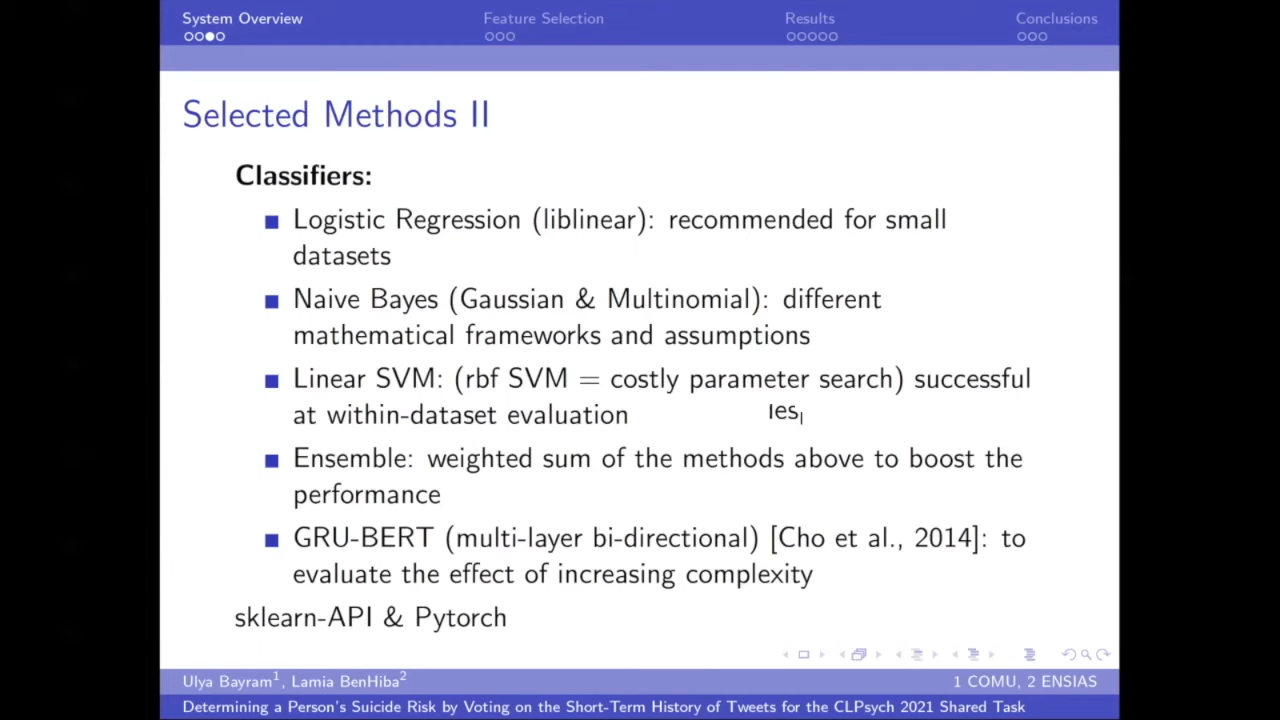 System Overview Feature Selection Results Conclusions
Selected Methods II
Classifiers:
Logistic Regression (liblinear): recommended for small
datasets
Naive Bayes (Gaussian & Multinomial): different
mathematical frameworks and assumptions
Linear SVM: (rbf SVM = costly parameter search) successful
at within-dataset evaluation
Ensemble: weighted sum of the methods above to boost the
performance
GRU-BERT (multi-layer bi-directional) [Cho et al., 2014]: to
evaluate the effect of increasing complexity
sklearn-API & Pytorch
Ulya Bayram1, Lamia BenHiba2 1 COMU, 2 ENSIAS
Determining a Person's Suicide Risk by Voting on the Short-Term History of Tweets for the CLPsych 2021 Shared Task